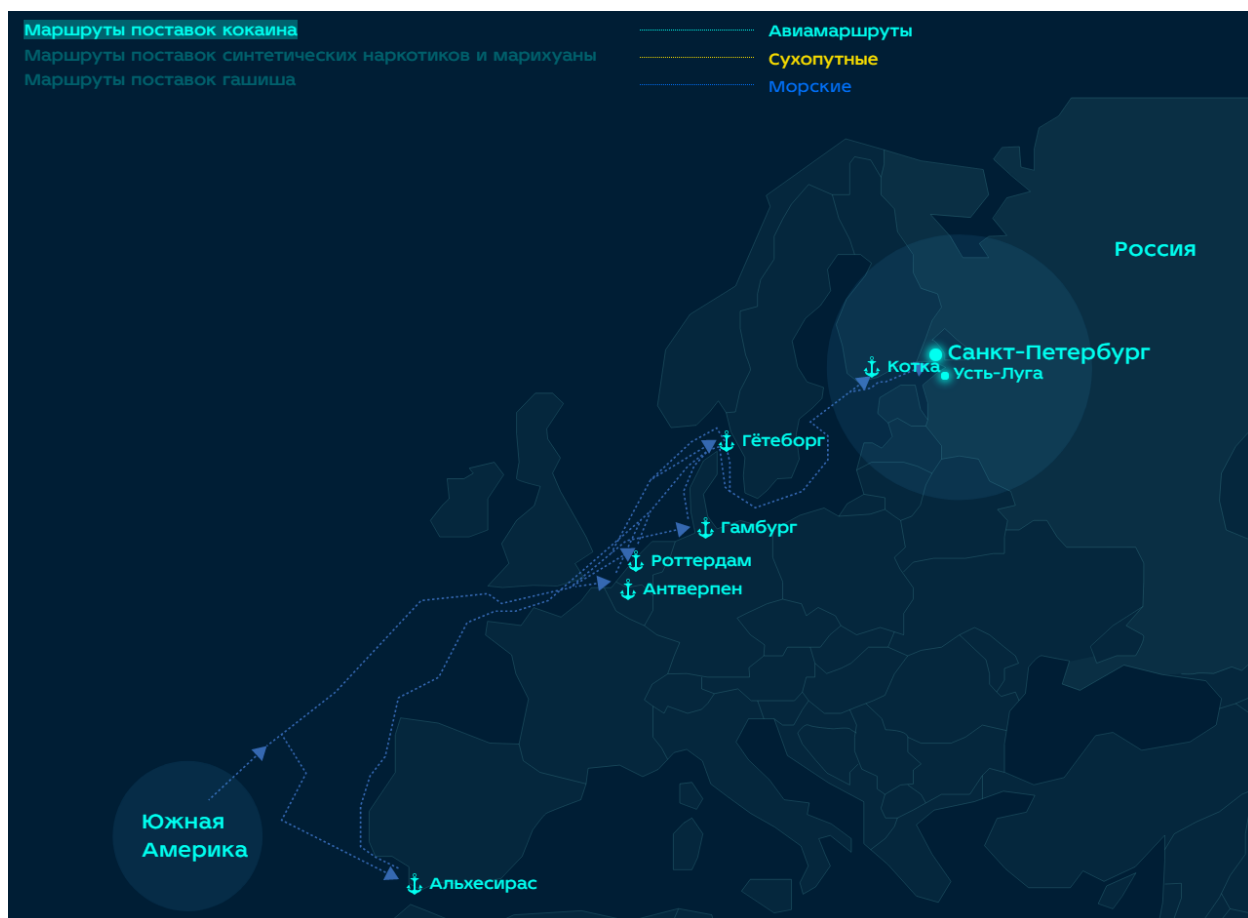 Маршруты поставок кокаина
Маршруты поставок синтетических наркотиков и марихуаны
Маршруты поставок гашиша
Авиамаршруты
Сухопутные
Морские
Россия
Санкт-Петербург
Котка
Усть-Луга
Гётеборг
Гамбург
Роттердам
Антверпен
Южная
Америка
Альхесирас